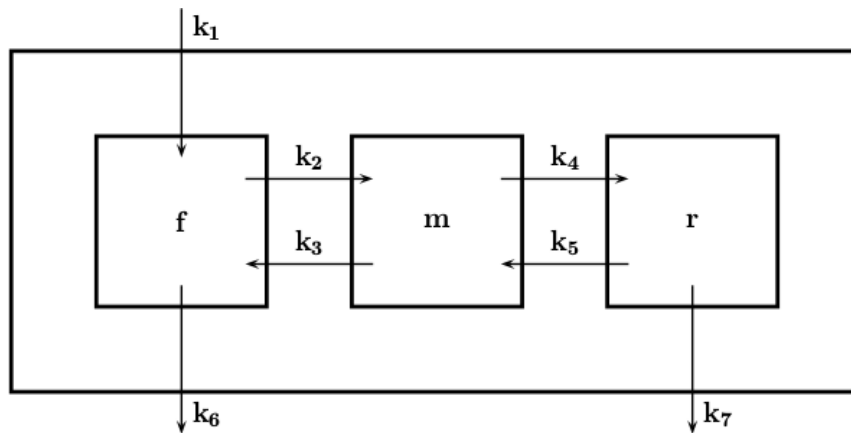 k₁
k₂ k₄
f m r
k₃ k₅
k₆ k₇